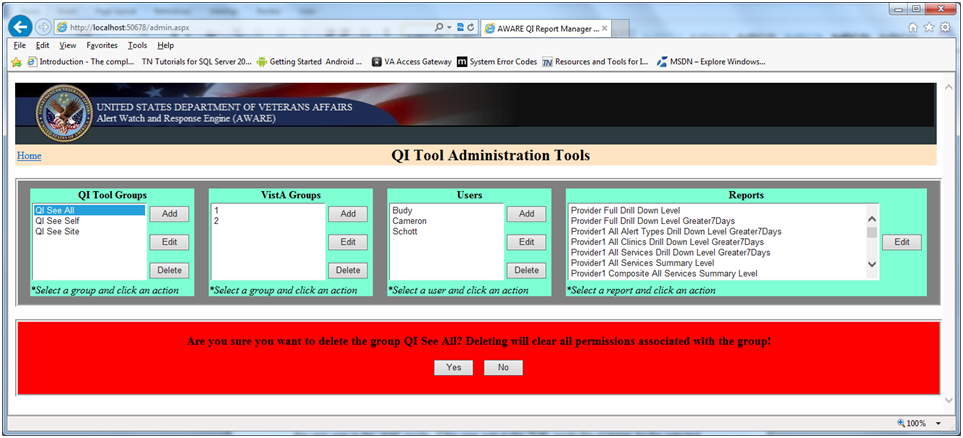 http://localhost:50678/admin.aspx
AWARE QI Report Manager ...
File Edit View Favorites Tools Help
Introduction - The compl... TN Tutorials for SQL Server 20... Getting Started Android ... VA Access Gateway m System Error Codes TN Resources and Tools for I... MSDN – Explore Windows...
UNITED STATES DEPARTMENT OF VETERANS AFFAIRS
Alert Watch and Response Engine (AWARE)
Home
QI Tool Administration Tools
QI Tool Groups
QI See All
QI See Self
QI See Site
Add
Edit
Delete
*Select a group and click an action
VistA Groups
1
2
Add
Edit
Delete
*Select a group and click an action
Users
Budy
Cameron
Schott
Add
Edit
Delete
*Select a user and click an action
Reports
Provider Full Drill Down Level
Provider Full Drill Down Level Greater7Days
Provider1 All Alert Types Drill Down Level Greater7Days
Provider1 All Clinics Drill Down Level Greater7Days
Provider1 All Services Drill Down Level Greater7Days
Provider1 All Services Summary Level
Provider1 Composite All Services Summary Level
Edit
*Select a report and click an action
Are you sure you want to delete the group QI See All? Deleting will clear all permissions associated with the group!
Yes No
100%